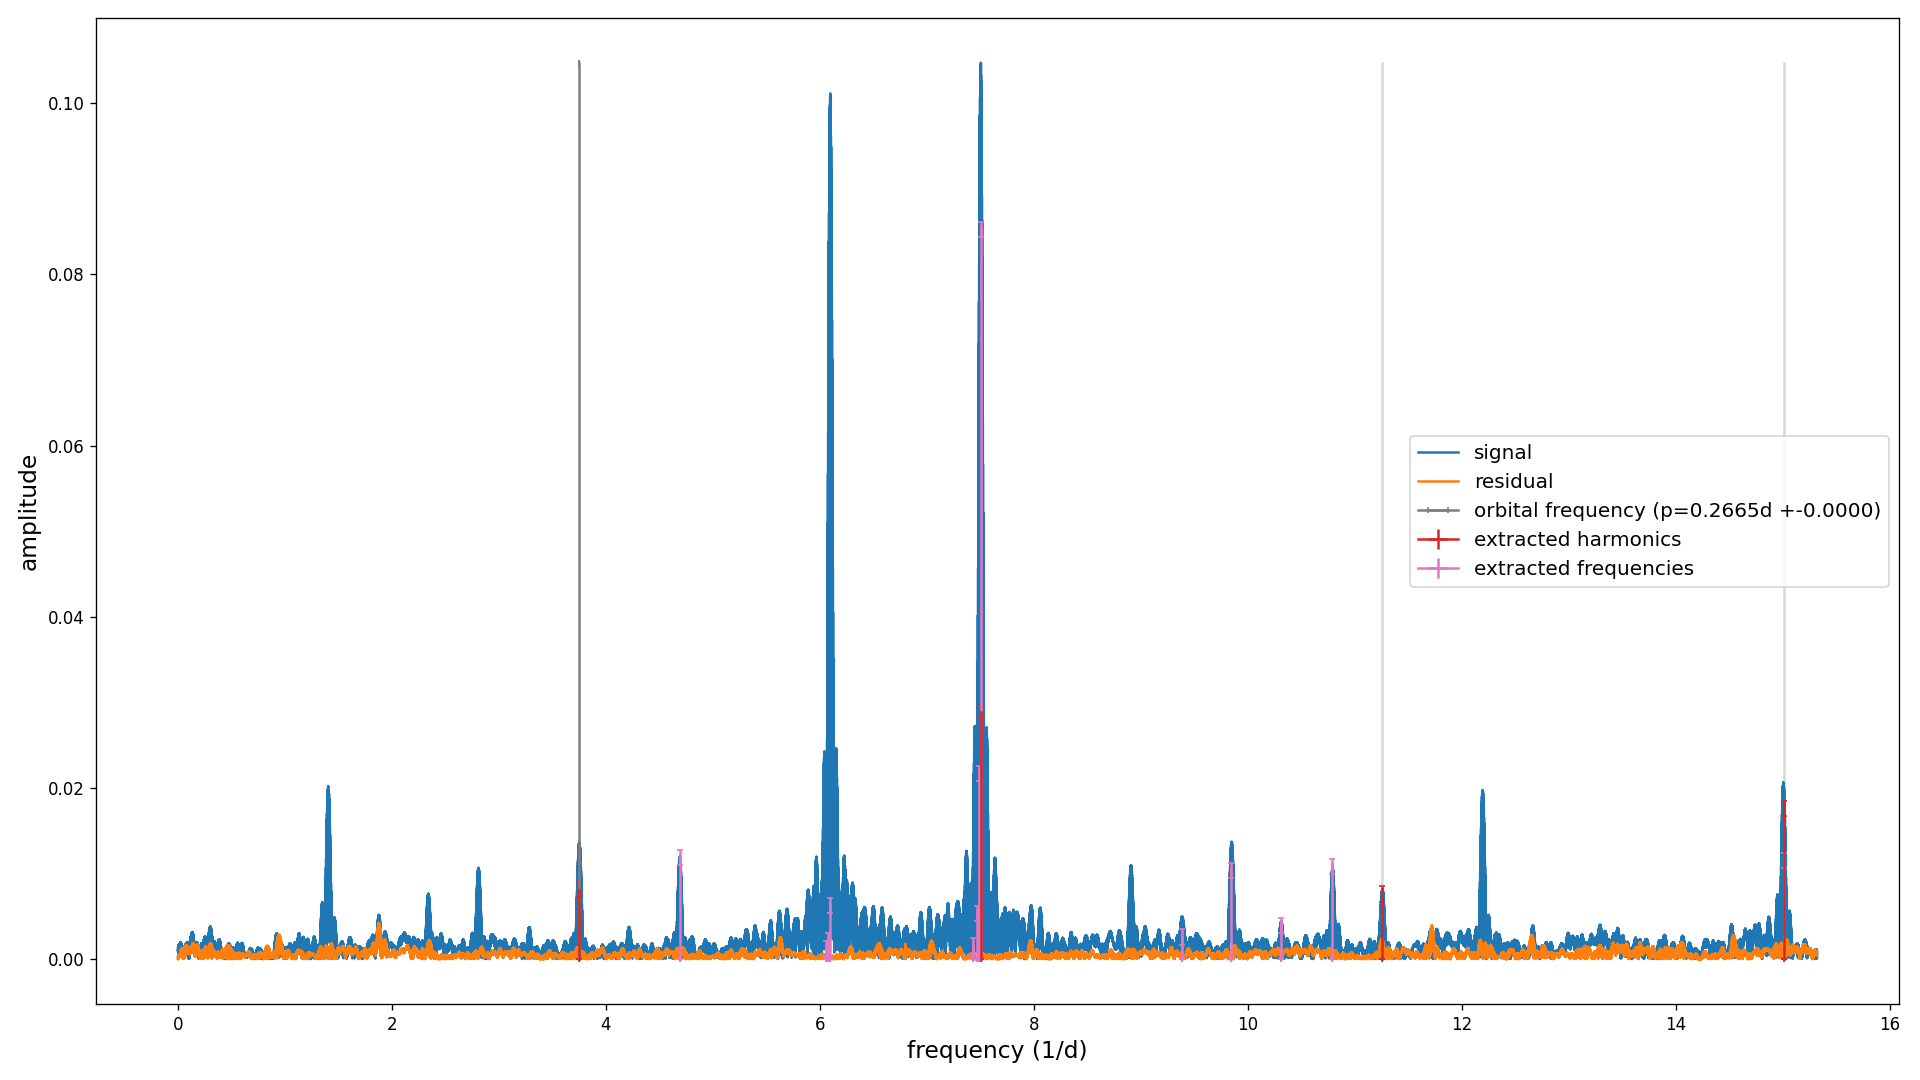 0.10
0.08
0.06
0.04
0.02
0.00
amplitude
signal
residual
orbital frequency (p=0.2665d +-0.0000)
extracted harmonics
extracted frequencies
0 2 4 6 8 10 12 14 16
frequency (1/d)